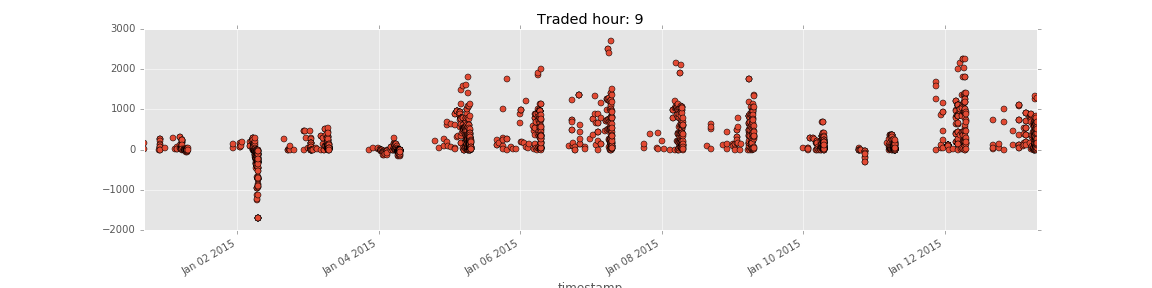 Traded hour: 9
3000
2000
1000
0
−1000
−2000
Jan 02 2015
Jan 04 2015
Jan 06 2015
Jan 08 2015
Jan 10 2015
Jan 12 2015
timestamp